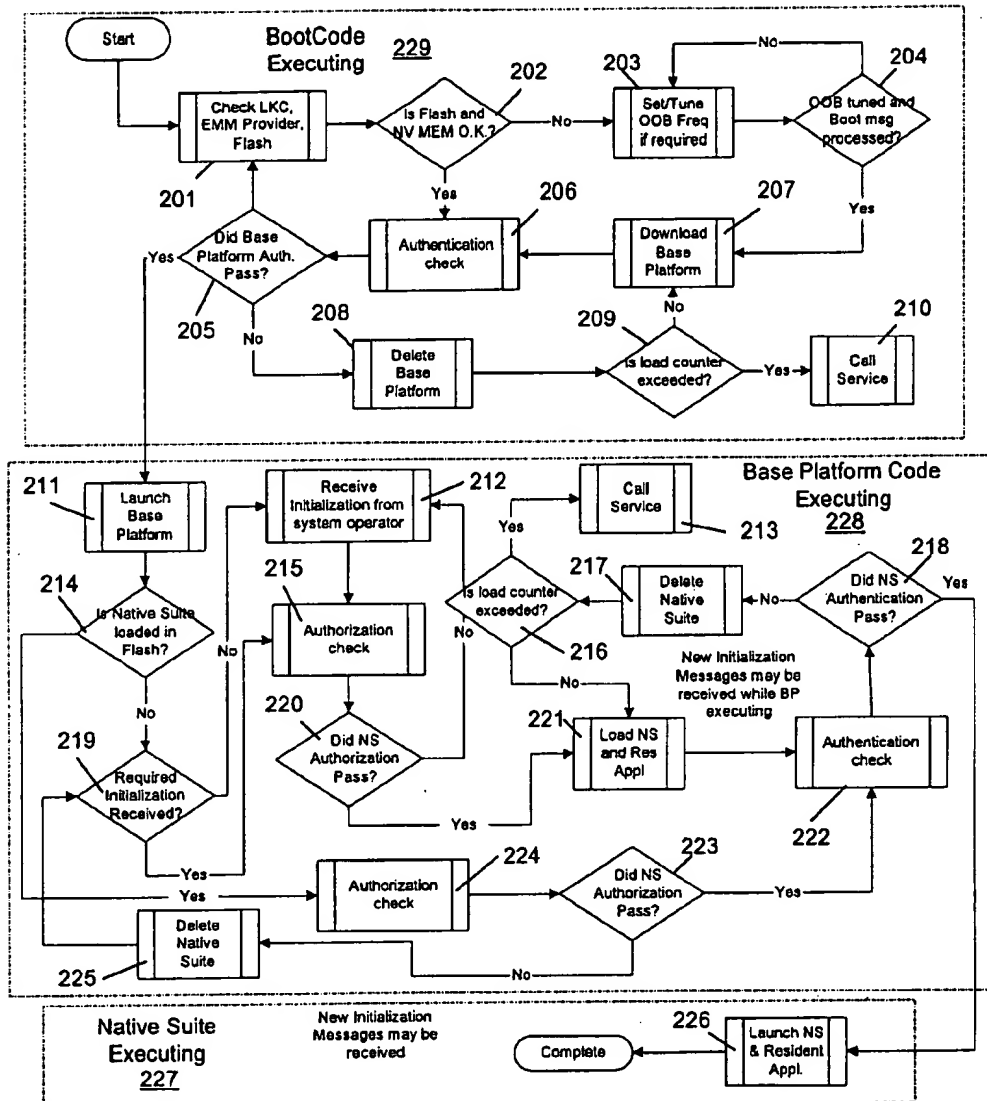 Start
BootCode
Executing
229
Check LKC,
EMM Provider,
Flash
201
Is Flash and
NV MEM O.K.?
202
No
Yes
203
Set/Tune
OOB Freq
if required
No
204
OOB tuned and
Boot msg
processed?
Yes
Did Base
Platform Auth.
Pass?
205
Yes
No
206
Authentication
check
207
Download
Base
Platform
No
208
Delete
Base
Platform
209
Is load counter
exceeded?
Yes
210
Call
Service
Base Platform Code
Executing
228
211
Launch
Base
Platform
Receive
Initialization from
system operator
212
Call
Service
213
Yes
214
Is Native Suite
loaded in
Flash?
No
215
Authorization
check
Is load counter
exceeded?
216
No
217
Delete
Native
Suite
No
218
Did NS
Authentication
Pass?
Yes
New Initialization
Messages may be
received while BP
executing
219
Required
Initialization
Received?
No
Yes
Yes
220
Did NS
Authorization
Pass?
No
Yes
221
Load NS
and Res
Appl
Authentication
check
222
Authorization
check
224
Did NS
Authorization
Pass?
223
Yes
No
Delete
Native
Suite
225
Native Suite
Executing
227
New Initialization
Messages may be
received
Complete
226
Launch NS
& Resident
Appl.